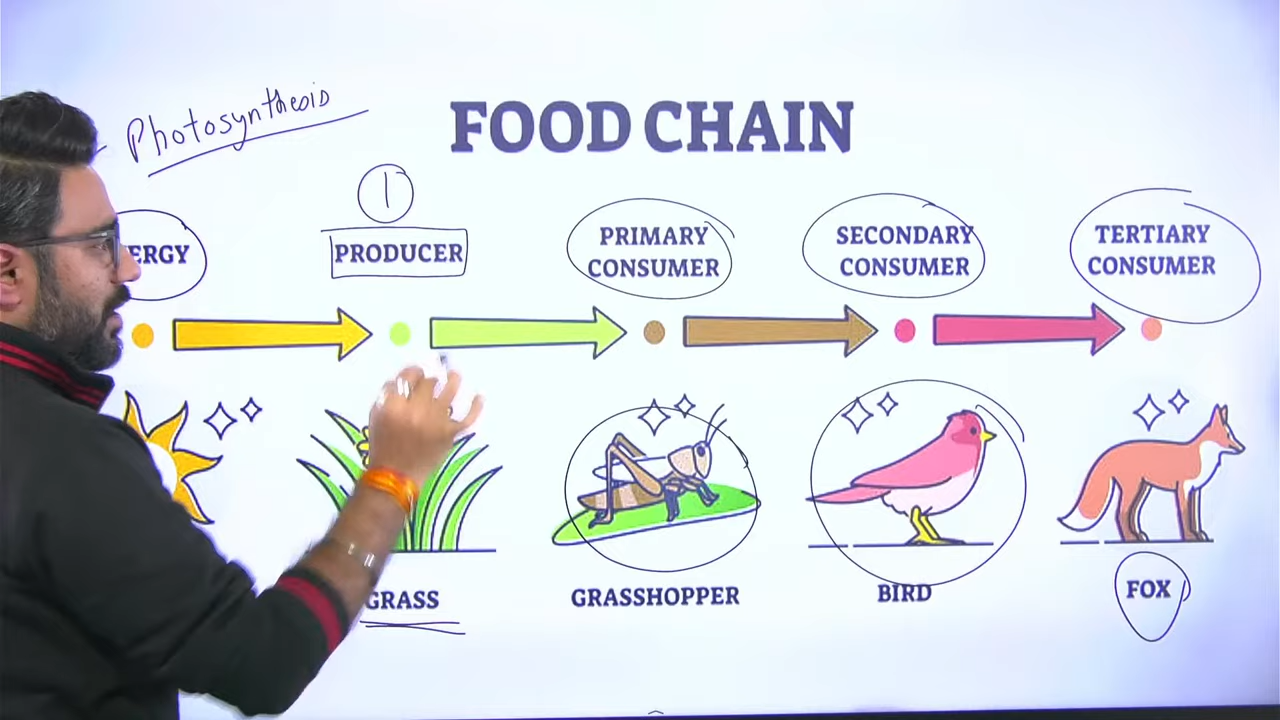 Photosynthesis
FOOD CHAIN
1
ERGY
PRODUCER
PRIMARY
CONSUMER
SECONDARY
CONSUMER
TERTIARY
CONSUMER
GRASS
GRASSHOPPER
BIRD
FOX